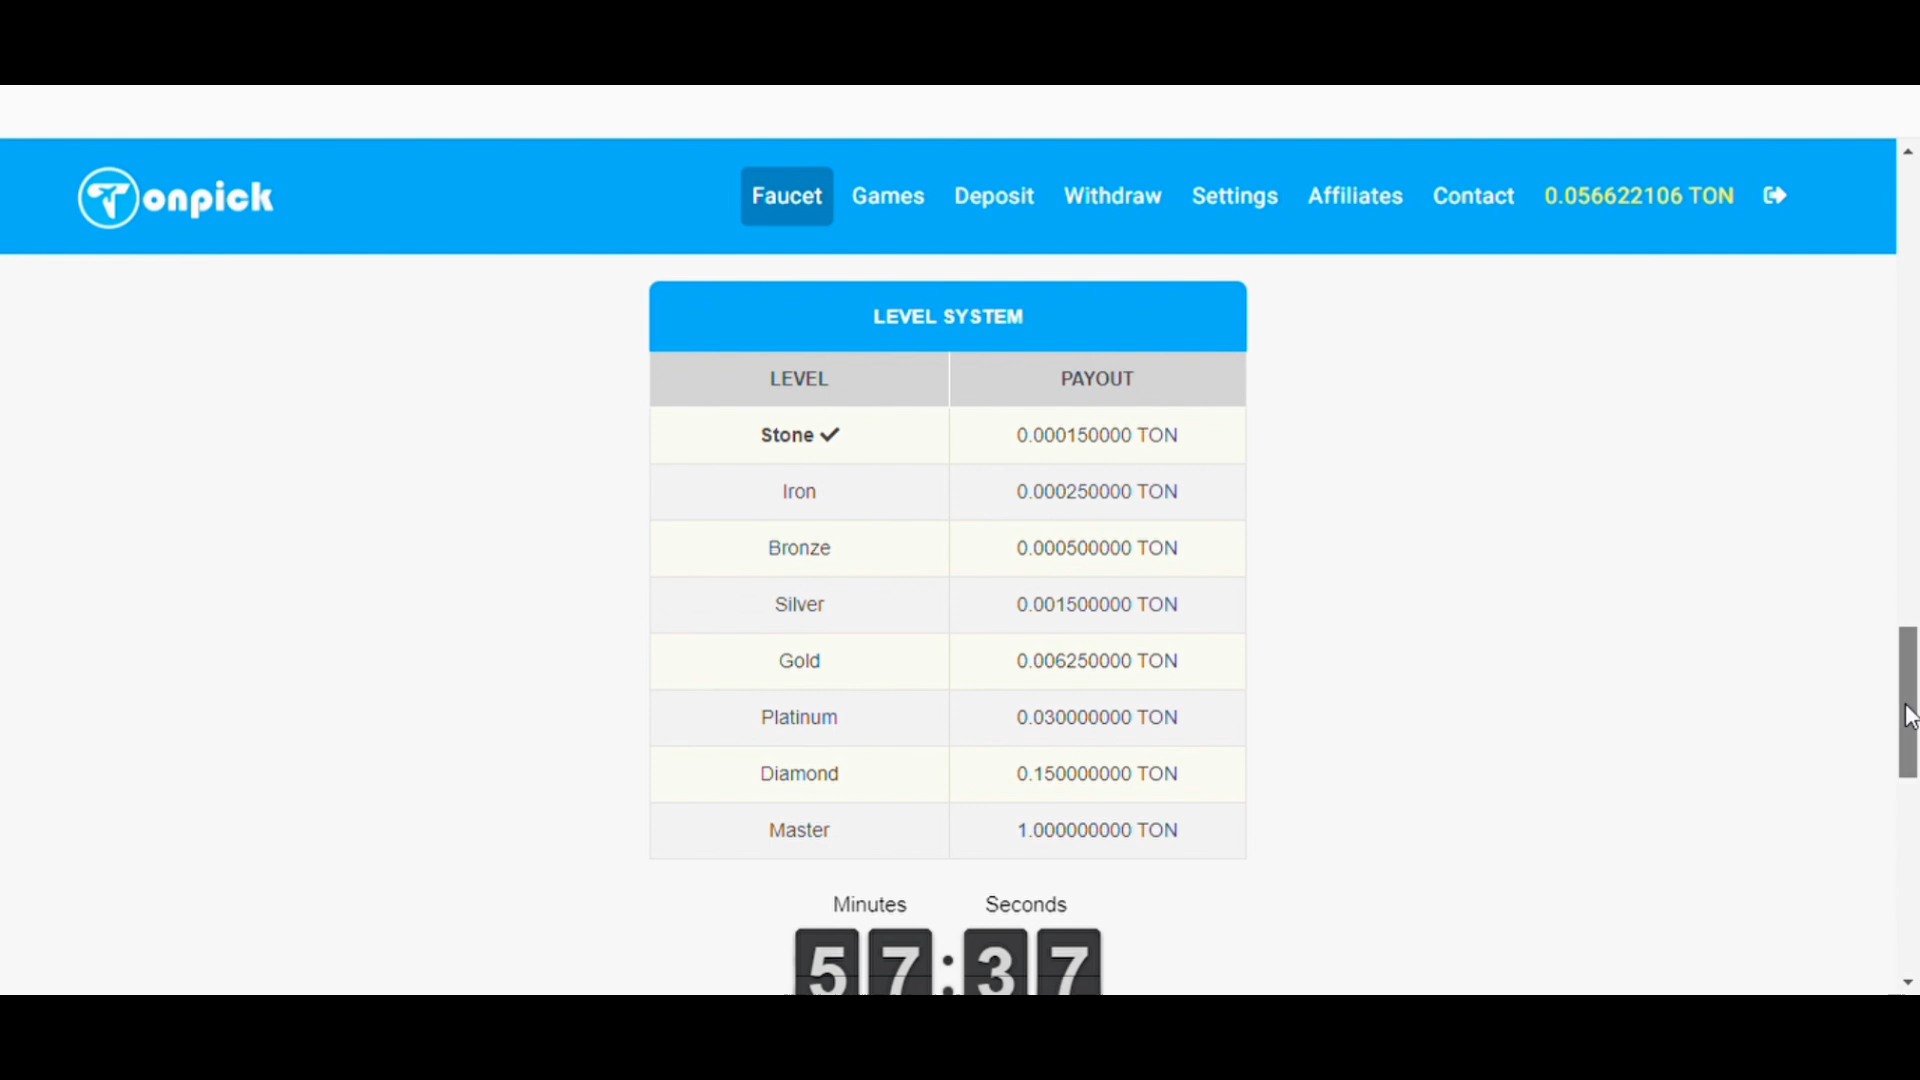 Tonpick
Faucet Games Deposit Withdraw Settings Affiliates Contact 0.056622106 TON
LEVEL SYSTEM
LEVEL PAYOUT
Stone 0.000150000 TON
Iron 0.000250000 TON
Bronze 0.000500000 TON
Silver 0.001500000 TON
Gold 0.006250000 TON
Platinum 0.030000000 TON
Diamond 0.150000000 TON
Master 1.000000000 TON
Minutes Seconds
57:37